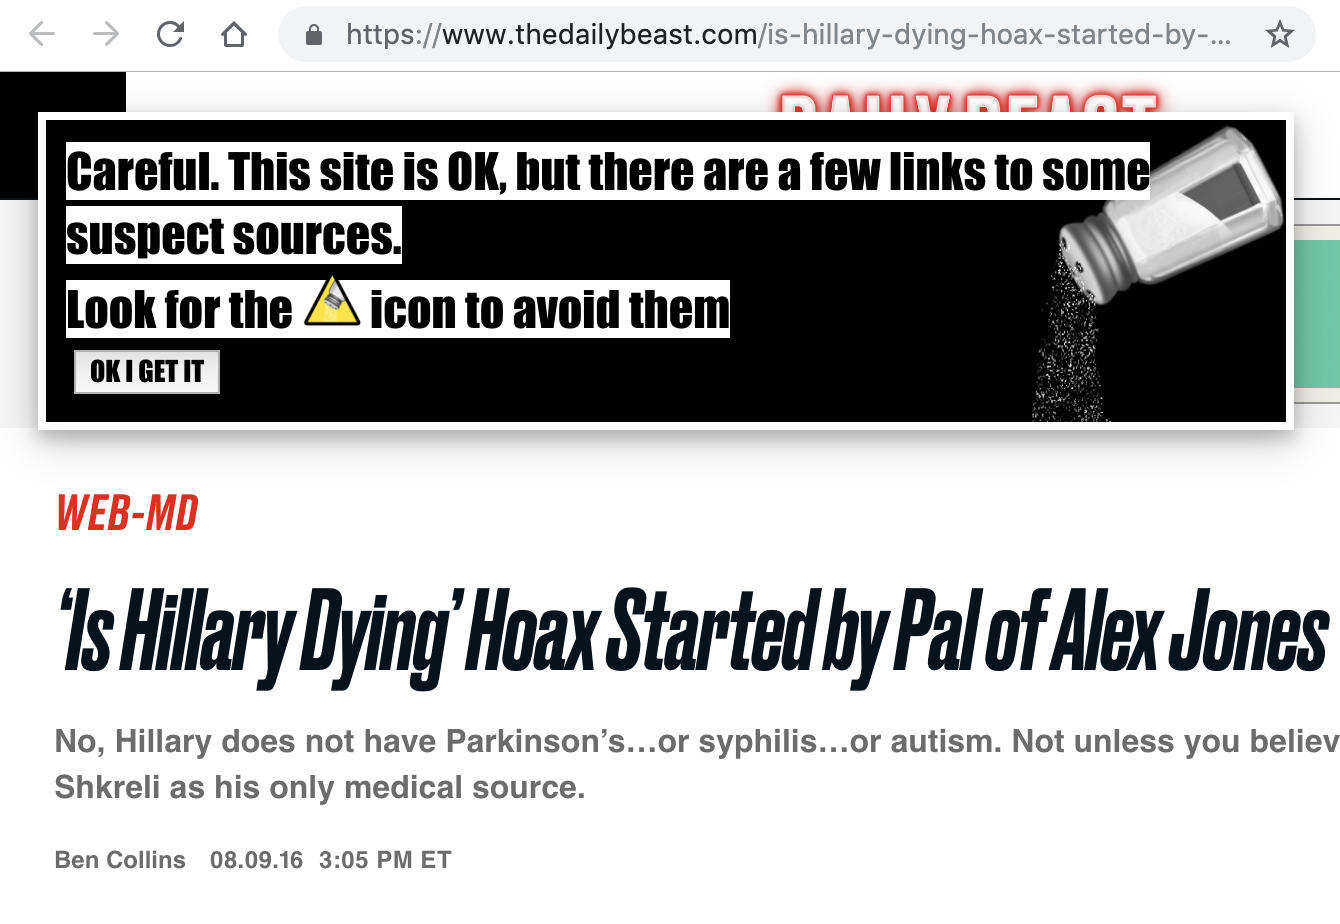 https://www.thedailybeast.com/is-hillary-dying-hoax-started-by-...
DAILY BEAST
Careful. This site is OK, but there are a few links to some
suspect sources.
Look for the icon to avoid them
OK I GET IT
WEB-MD
‘Is Hillary Dying’ Hoax Started by Pal of Alex Jones
No, Hillary does not have Parkinson’s…or syphilis…or autism. Not unless you believ
Shkreli as his only medical source.
Ben Collins 08.09.16 3:05 PM ET